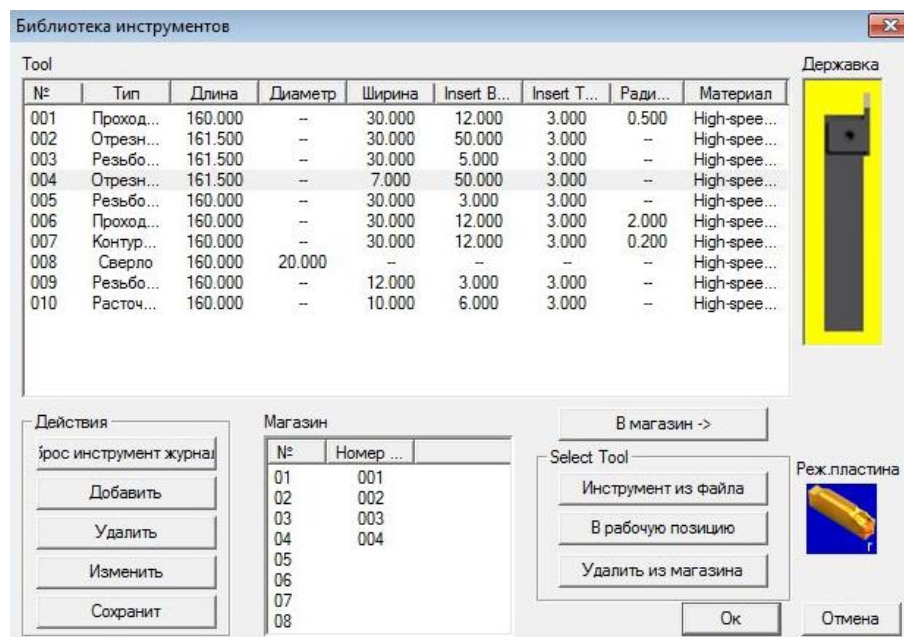 Библиотека инструментов
Tool
Державка
№ Тип Длина Диаметр Ширина Insert B... Insert T... Ради... Материал
001 Проход... 160.000 -- 30.000 12.000 3.000 0.500 High-spee...
002 Отрезн... 161.500 -- 30.000 50.000 3.000 -- High-spee...
003 Резьбо... 161.500 -- 30.000 5.000 3.000 -- High-spee...
004 Отрезн... 161.500 -- 7.000 50.000 3.000 -- High-spee...
005 Резьбо... 160.000 -- 30.000 3.000 3.000 -- High-spee...
006 Проход... 160.000 -- 30.000 12.000 3.000 2.000 High-spee...
007 Контур... 160.000 -- 30.000 12.000 3.000 0.200 High-spee...
008 Сверло 160.000 20.000 -- -- -- -- High-spee...
009 Резьбо... 160.000 -- 12.000 3.000 3.000 -- High-spee...
010 Расточ... 160.000 -- 10.000 6.000 3.000 -- High-spee...
Действия
брос инструмент журнал
Добавить
Удалить
Изменить
Сохранит
Магазин
№ Номер ...
01 001
02 002
03 003
04 004
05
06
07
08
В магазин ->
Select Tool
Инструмент из файла
В рабочую позицию
Удалить из магазина
Реж.пластина
r
Ок
Отмена